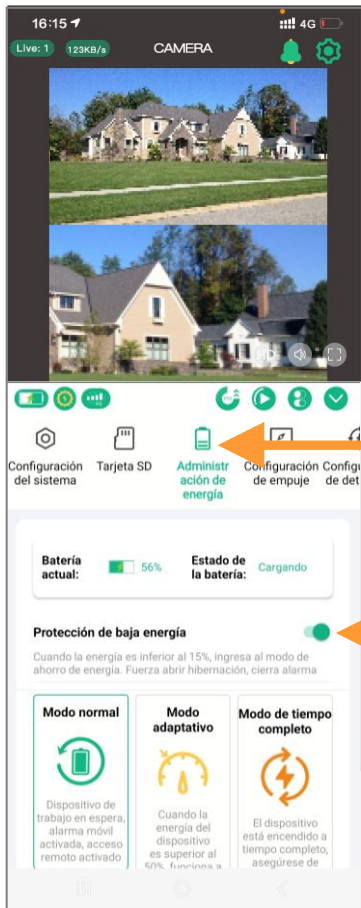 16:15 4G
Live: 1 123KB/s CAMERA
HD
Configuración del sistema
Tarjeta SD
Administr
ación de
energía
Configuración
de empuje
Configu
de det
Batería
actual:
56%
Estado de
la batería:
Cargando
Protección de baja energía
Cuando la energía es inferior al 15%, ingresa al modo de
ahorro de energía. Fuerza abrir hibernación, cierra alarma
Modo normal
Dispositivo de
trabajo en espera,
alarma móvil
activada, acceso
remoto activado
Modo
adaptativo
Cuando la
energía del
dispositivo
es superior al
50%, funciona a
Modo de tiempo
completo
El dispositivo
está encendido a
tiempo completo,
asegúrese de